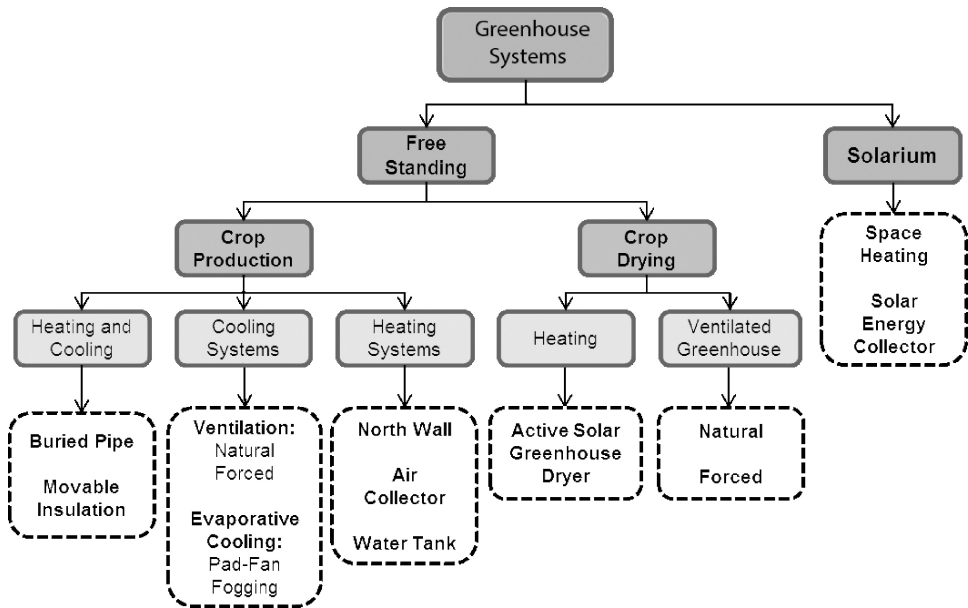 Greenhouse
Systems
Free
Standing
Solarium
Crop
Production
Crop
Drying
Space
Heating
Solar
Energy
Collector
Heating and
Cooling
Cooling
Systems
Heating
Systems
Heating
Ventilated
Greenhouse
Buried Pipe
Movable
Insulation
Ventilation:
Natural
Forced
Evaporative
Cooling:
Pad-Fan
Fogging
North Wall
Air
Collector
Water Tank
Active Solar
Greenhouse
Dryer
Natural
Forced